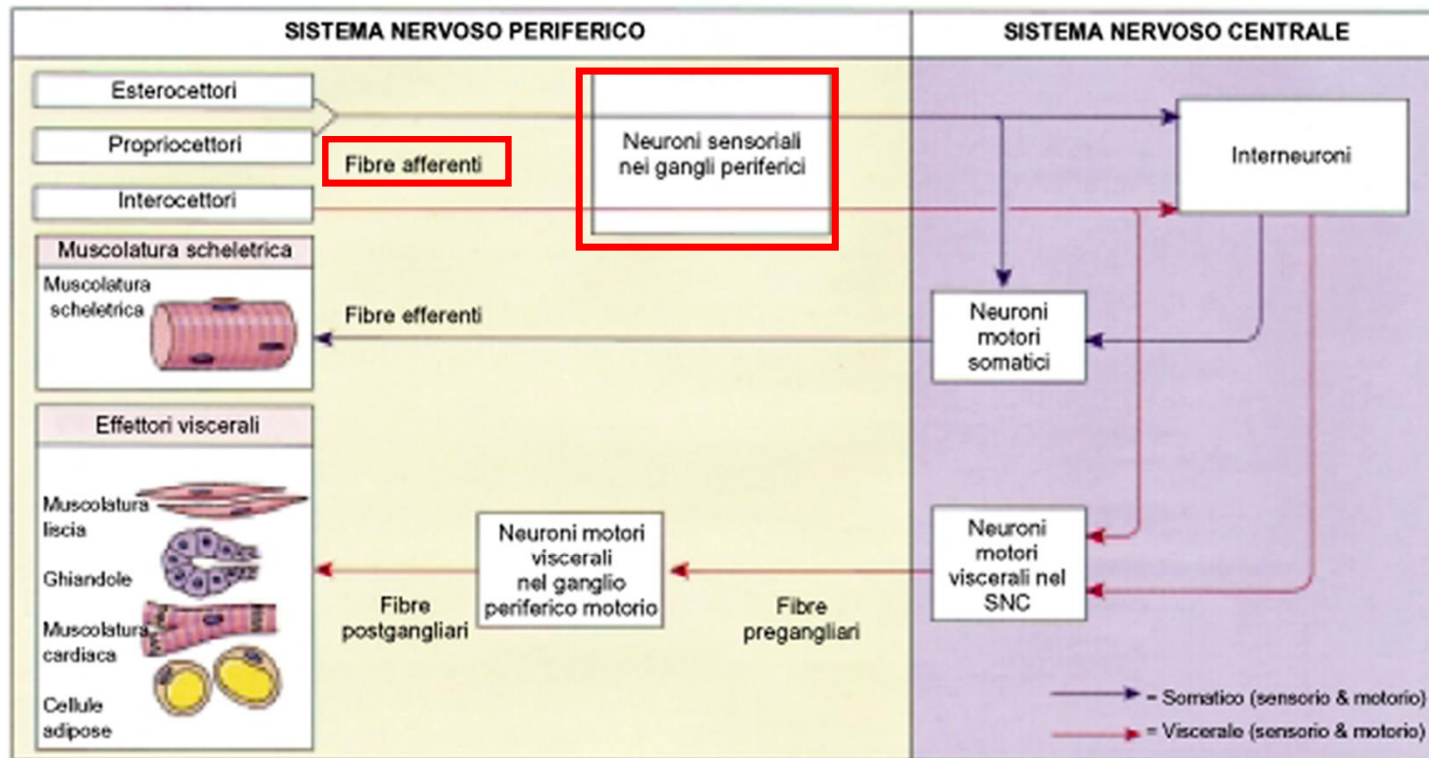 SISTEMA NERVOSO PERIFERICO
SISTEMA NERVOSO CENTRALE
Esterocettori
Propriocettori
Interocettori
Fibre afferenti
Neuroni sensoriali
nei gangli periferici
Interneuroni
Muscolatura scheletrica
Muscolatura
scheletrica
Fibre efferenti
Neuroni
motori
somatici
Effettori viscerali
Muscolatura
liscia
Ghiandole
Muscolatura
cardiaca
Cellule
adipose
Fibre
postgangliari
Neuroni motori
viscerali
nel ganglio
periferico motorio
Fibre
pregangliari
Neuroni
motori
viscerali nel
SNC
= Somatico (sensorio & motorio)
= Viscerale (sensorio & motorio)